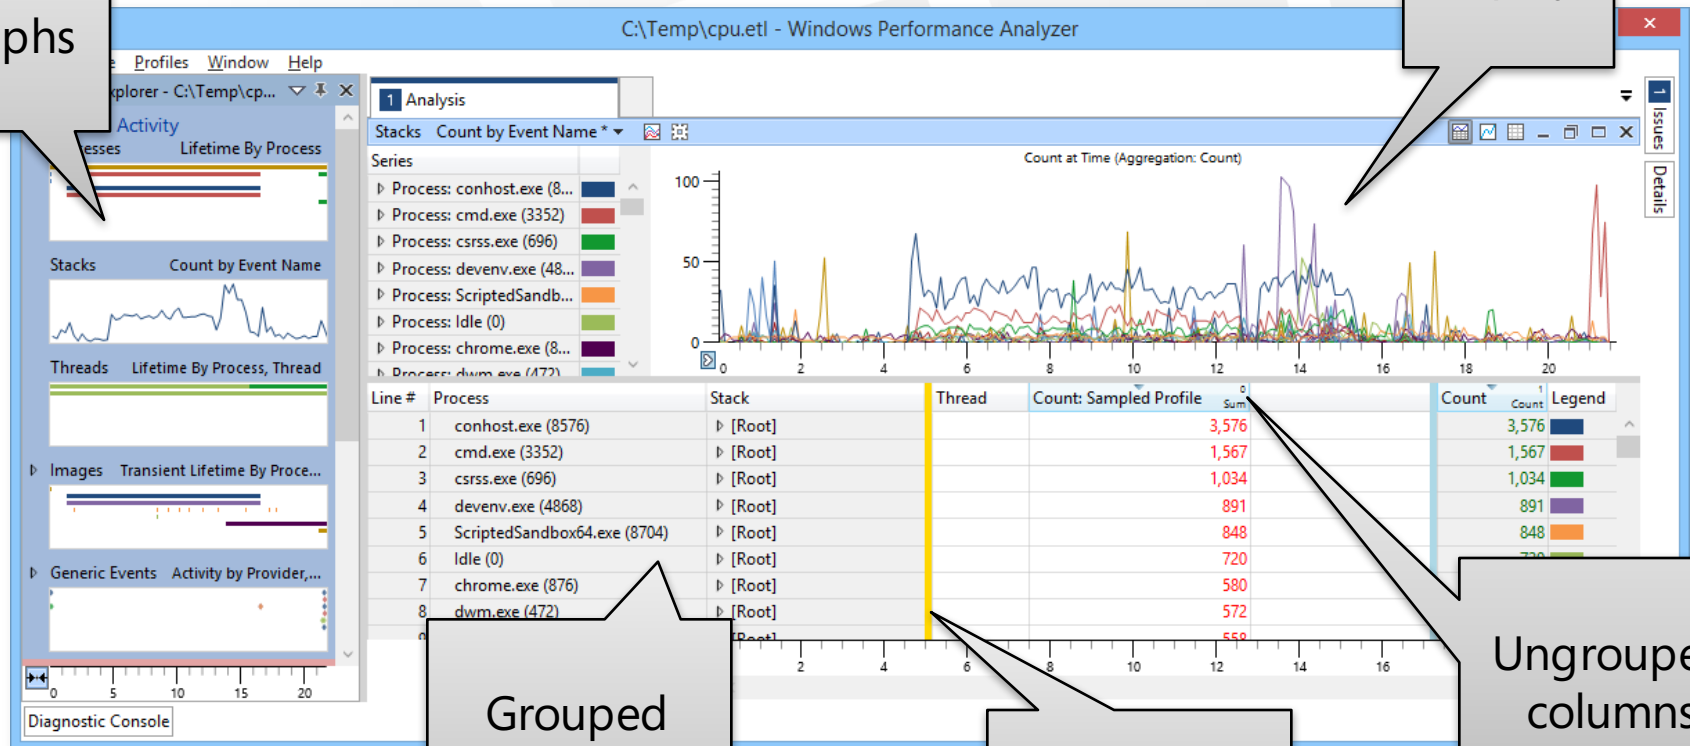 phs
C:\Temp\cpu.etl - Windows Performance Analyzer
Profiles Window Help
xplorer - C:\Temp\cp...
Activity
esses Lifetime By Process
Stacks Count by Event Name
Threads Lifetime By Process, Thread
Images Transient Lifetime By Proce...
Generic Events Activity by Provider,...
0 5 10 15 20
Diagnostic Console
1 Analysis
Stacks Count by Event Name *
Series
Process: conhost.exe (8...
Process: cmd.exe (3352)
Process: csrss.exe (696)
Process: devenv.exe (48...
Process: ScriptedSandb...
Process: Idle (0)
Process: chrome.exe (8...
Process: dwm.exe (472)
Count at Time (Aggregation: Count)
100
50
0
0 2 4 6 8 10 12 14 16 18 20
1 Issues
Details
Line # Process Stack Thread Count: Sampled Profile 0 Sum Count 1 Count Legend
1 conhost.exe (8576) [Root] 3,576 3,576
2 cmd.exe (3352) [Root] 1,567 1,567
3 csrss.exe (696) [Root] 1,034 1,034
4 devenv.exe (4868) [Root] 891 891
5 ScriptedSandbox64.exe (8704) [Root] 848 848
6 Idle (0) [Root] 720
7 chrome.exe (876) [Root] 580
8 dwm.exe (472) [Root] 572
2 4 6 8 10 12 14 16
Grouped
Ungroupe
columns